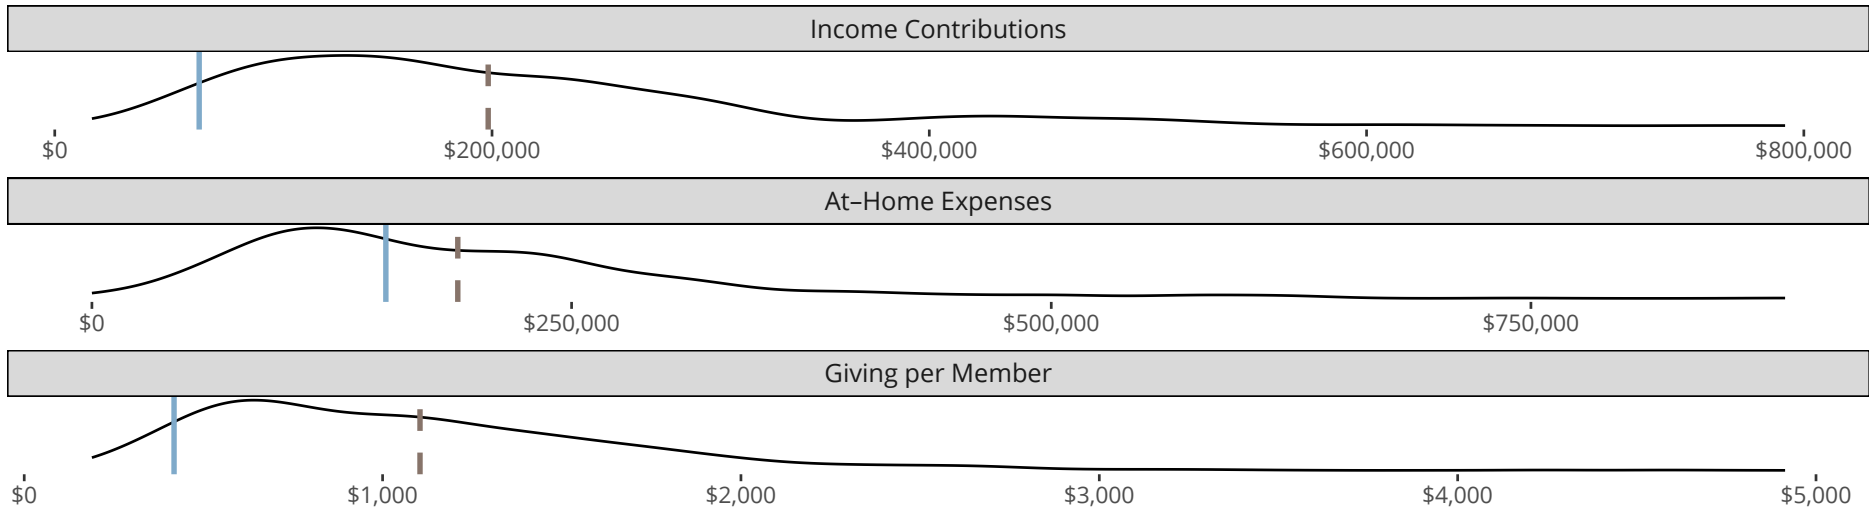 Income Contributions
$0 $200,000 $400,000 $600,000 $800,000
At–Home Expenses
$0 $250,000 $500,000 $750,000
Giving per Member
$0 $1,000 $2,000 $3,000 $4,000 $5,000